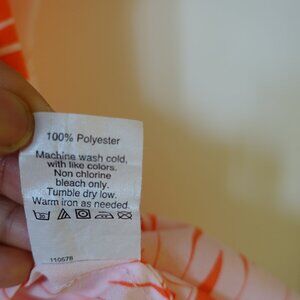 100% Polyester
Machine wash cold,
with like colors.
Non chlorine
bleach only.
Tumble dry low.
Warm iron as needed.
110678